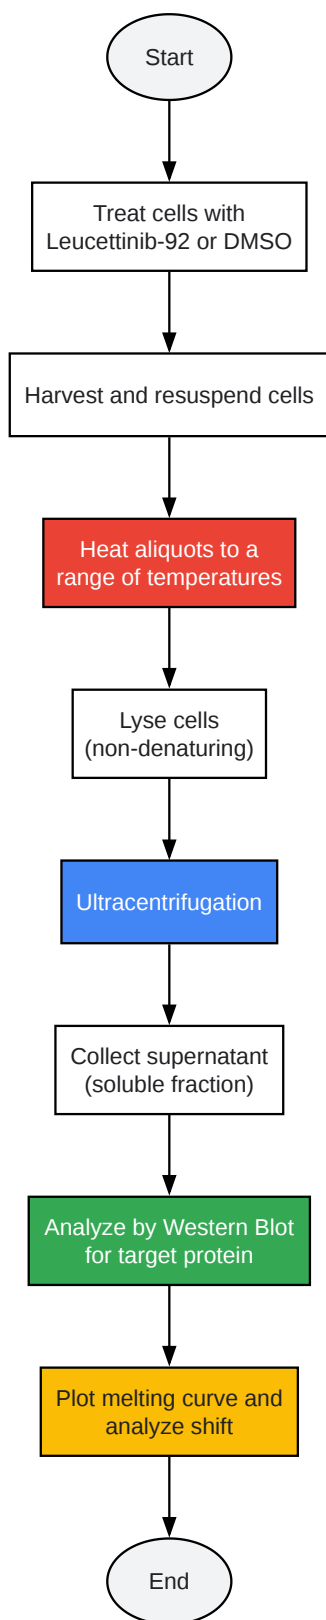 Start
Treat cells with
Leucettinib-92 or DMSO
Harvest and resuspend cells
Heat aliquots to a
range of temperatures
Lyse cells
(non-denaturing)
Ultracentrifugation
Collect supernatant
(soluble fraction)
Analyze by Western Blot
for target protein
Plot melting curve and
analyze shift
End